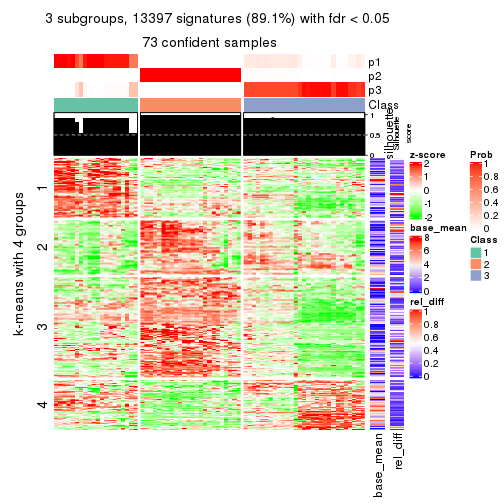 3 subgroups, 13397 signatures (89.1%) with fdr < 0.05
73 confident samples
p1
p2
p3
Class
1
0.5
0
silhouette
Silhouette
score
k-means with 4 groups
1
2
3
4
base_mean
rel_diff
z-score
2
1
0
-1
-2
base_mean
8
6
4
2
0
rel_diff
1
0.8
0.6
0.4
0.2
0
Prob
1
0.8
0.6
0.4
0.2
0
Class
1
2
3